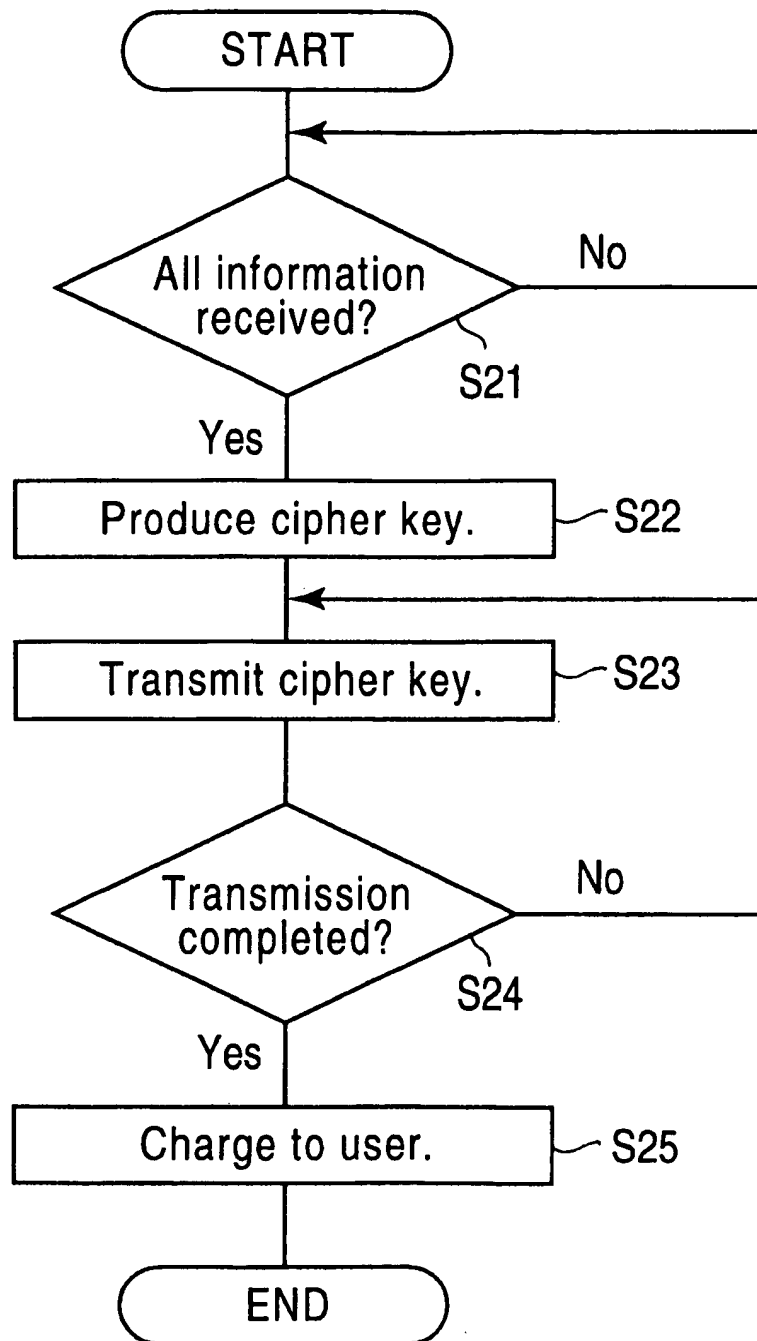 START
All information
received?
No
S21
Yes
Produce cipher key.
S22
Transmit cipher key.
S23
Transmission
completed?
No
S24
Yes
Charge to user.
S25
END